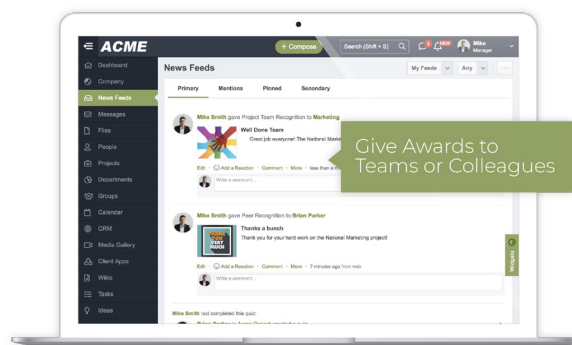 ACME
+ Compose
Search (Shift + S)
Mike
Manager
Dashboard
Company
News Feeds
Messages
Files
People
Projects
Departments
Groups
Calendar
CRM
Media Gallery
Client Apps
Wikis
Tasks
Ideas
News Feeds
My Feeds
Any
Primary Mentions Pinned Secondary
Mike Smith gave Project Team Recognition to Marketing
Well Done Team
Great job everyone! The National
Edit · Add a Reaction · Comment · More · less than a
Write a comment...
Give Awards to
Teams or Colleagues
Mike Smith gave Peer Recognition to Brian Parker
THANK
YOU
VERY
MUCH
Thanks a bunch
Thank you for your hard work on the National Marketing project!
Edit · Add a Reaction · Comment · More · 7 minutes ago from web
Write a comment...
Widgets
Mike Smith last completed this quiz: